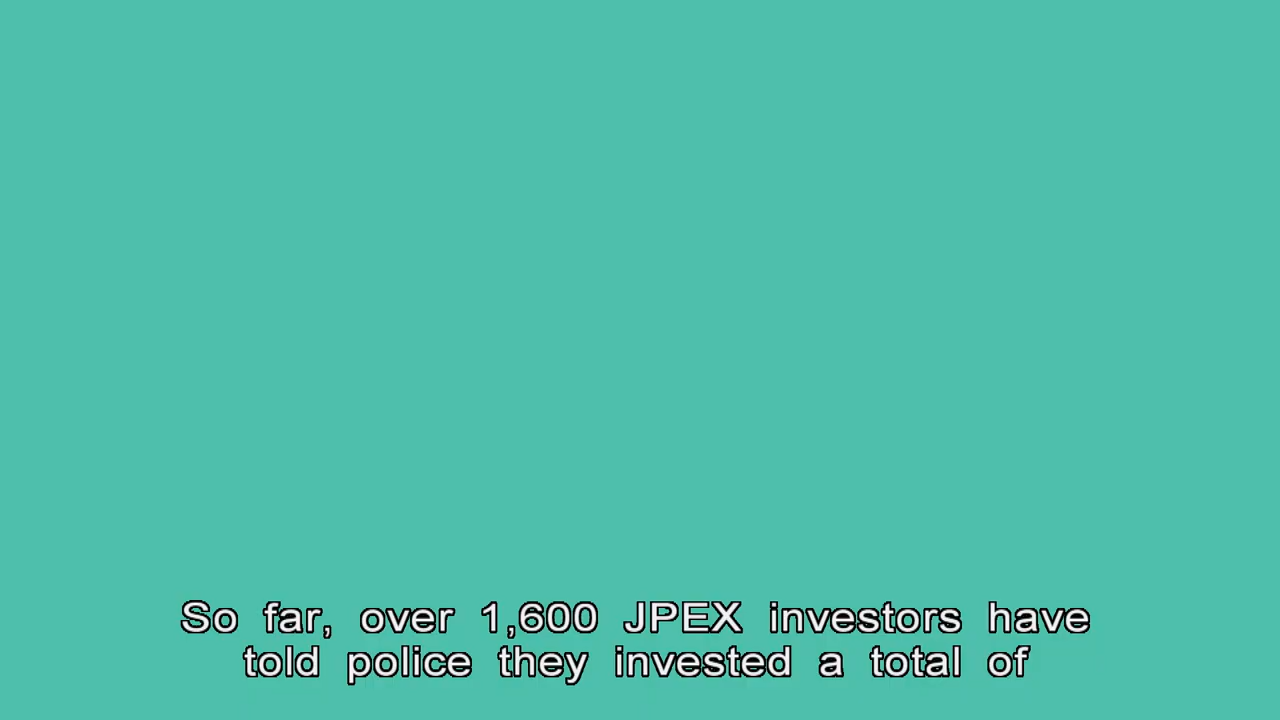 So far, over 1,600 JPEX investors have
told police they invested a total of